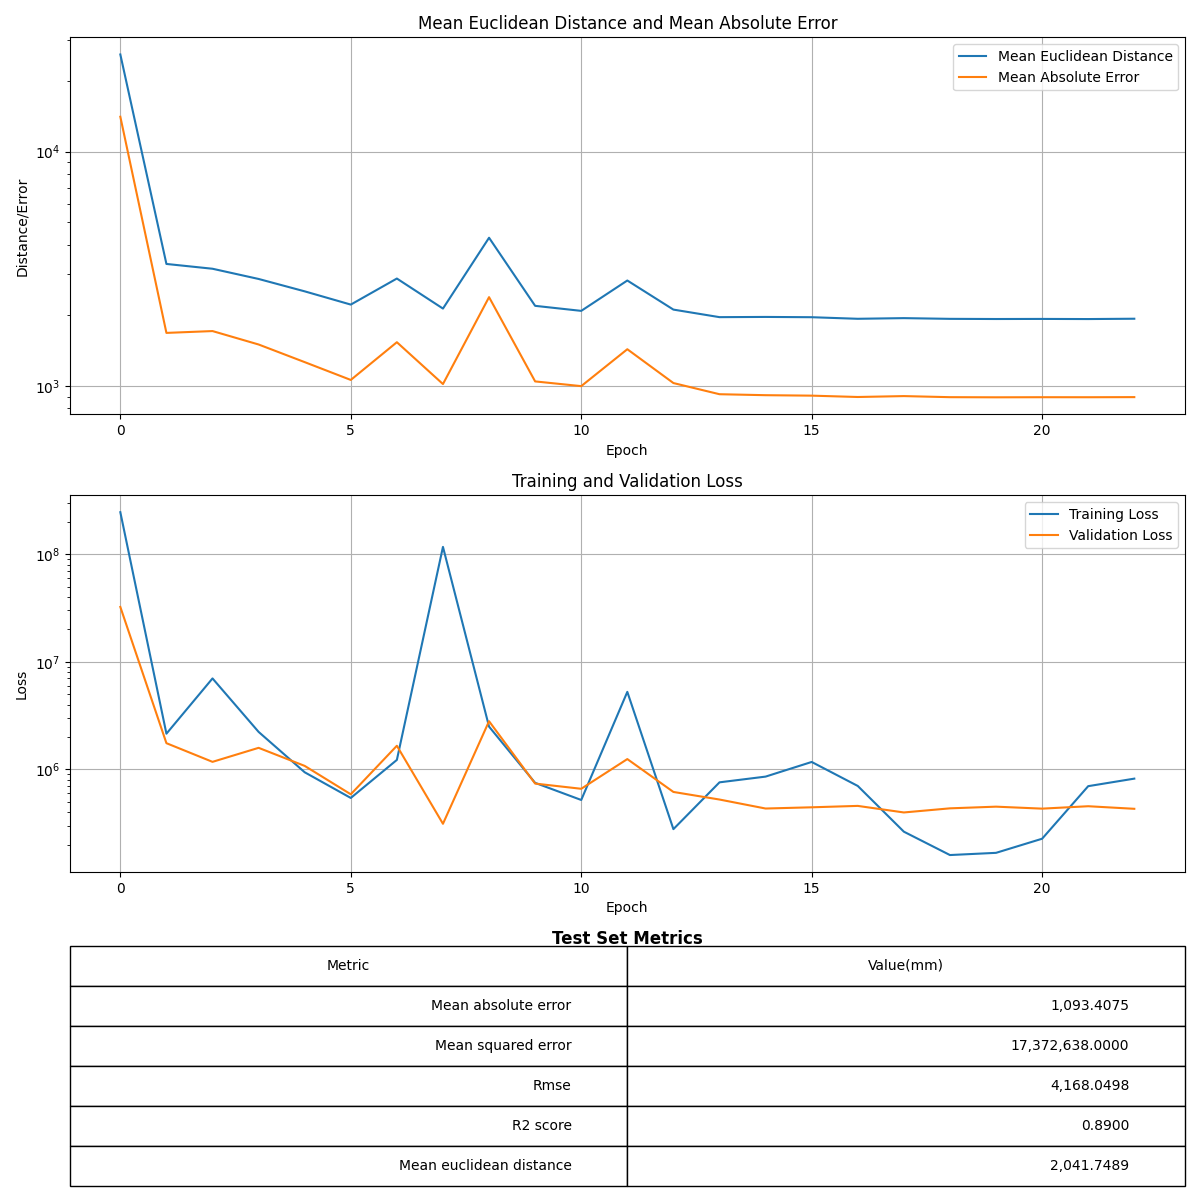 Mean Euclidean Distance and Mean Absolute Error
Mean Euclidean Distance
Mean Absolute Error
Distance/Error
10^4
10^3
0 5 10 15 20
Epoch
Training and Validation Loss
Training Loss
Validation Loss
Loss
10^8
10^7
10^6
0 5 10 15 20
Epoch
Test Set Metrics
Metric Value(mm)
Mean absolute error 1,093.4075
Mean squared error 17,372,638.0000
Rmse 4,168.0498
R2 score 0.8900
Mean euclidean distance 2,041.7489